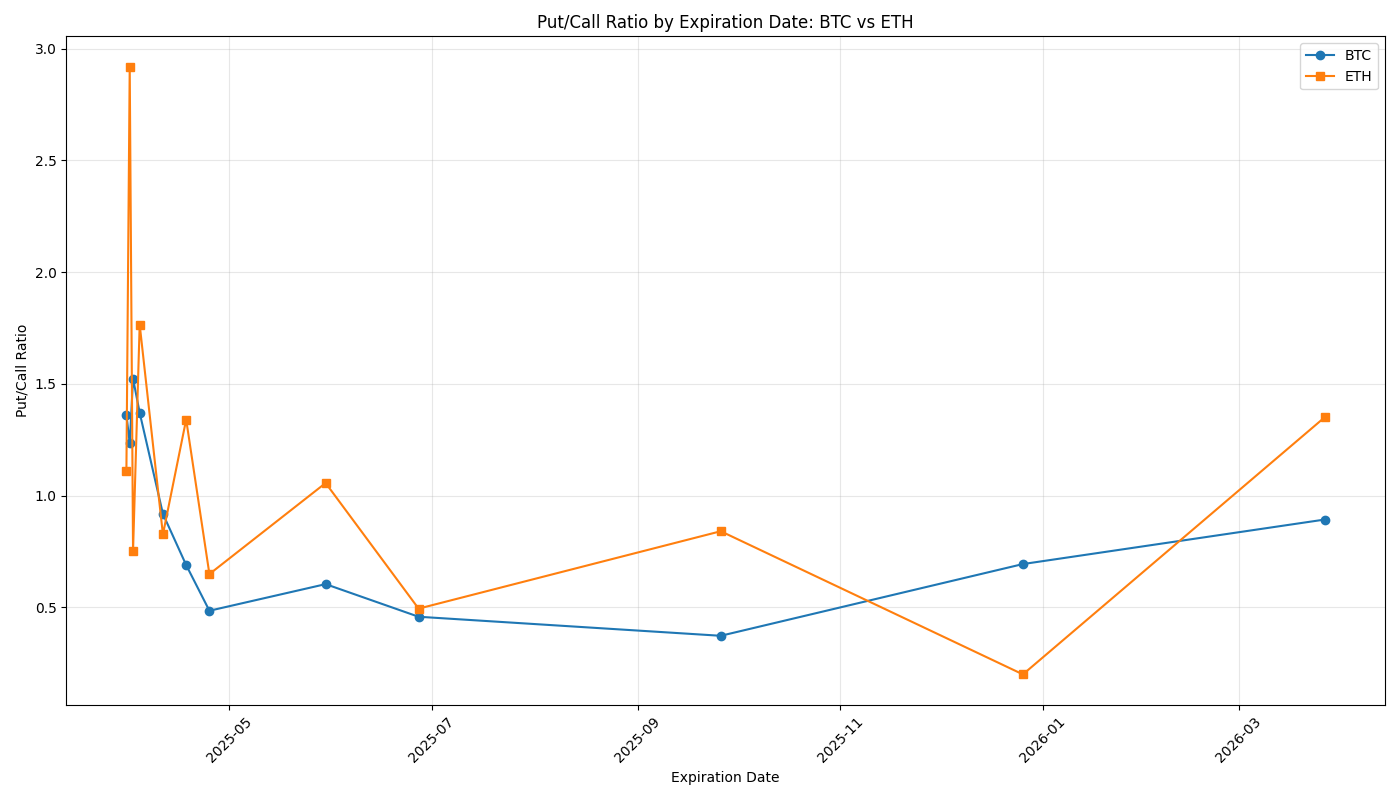 Put/Call Ratio by Expiration Date: BTC vs ETH
BTC
ETH
3.0
2.5
2.0
1.5
1.0
0.5
Put/Call Ratio
2025-05
2025-07
2025-09
2025-11
2026-01
2026-03
Expiration Date